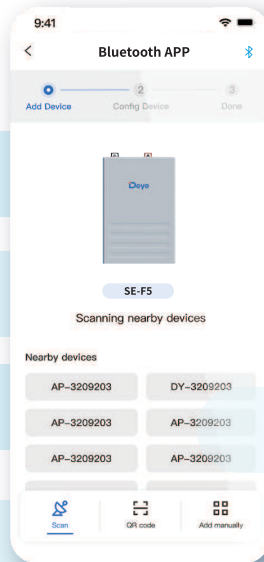 9:41
Bluetooth APP
2 3
Add Device Config Device Done
Deye
SE-F5
Scanning nearby devices
Nearby devices
AP-3209203 DY-3209203
AP-3209203 AP-3209203
AP-3209203 AP-3209203
Scan QR code Add manually